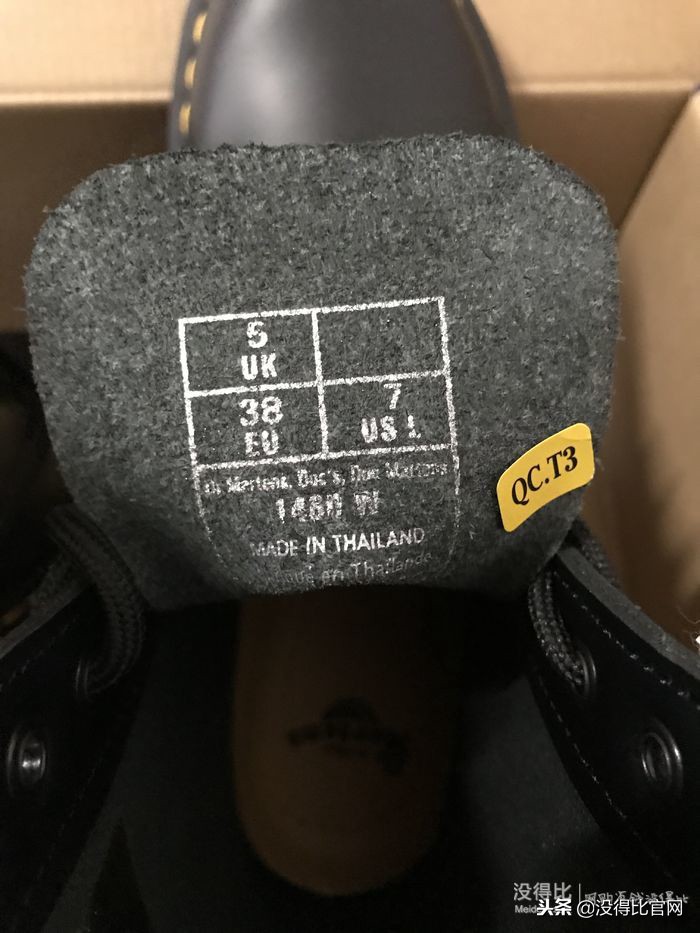 5
UK
38
EU
7
US L
Dr. Martens, Doc's, Doc Martens
1460 W
MADE IN THAILAND
QC.T3
没得比
头条 @没得比官网